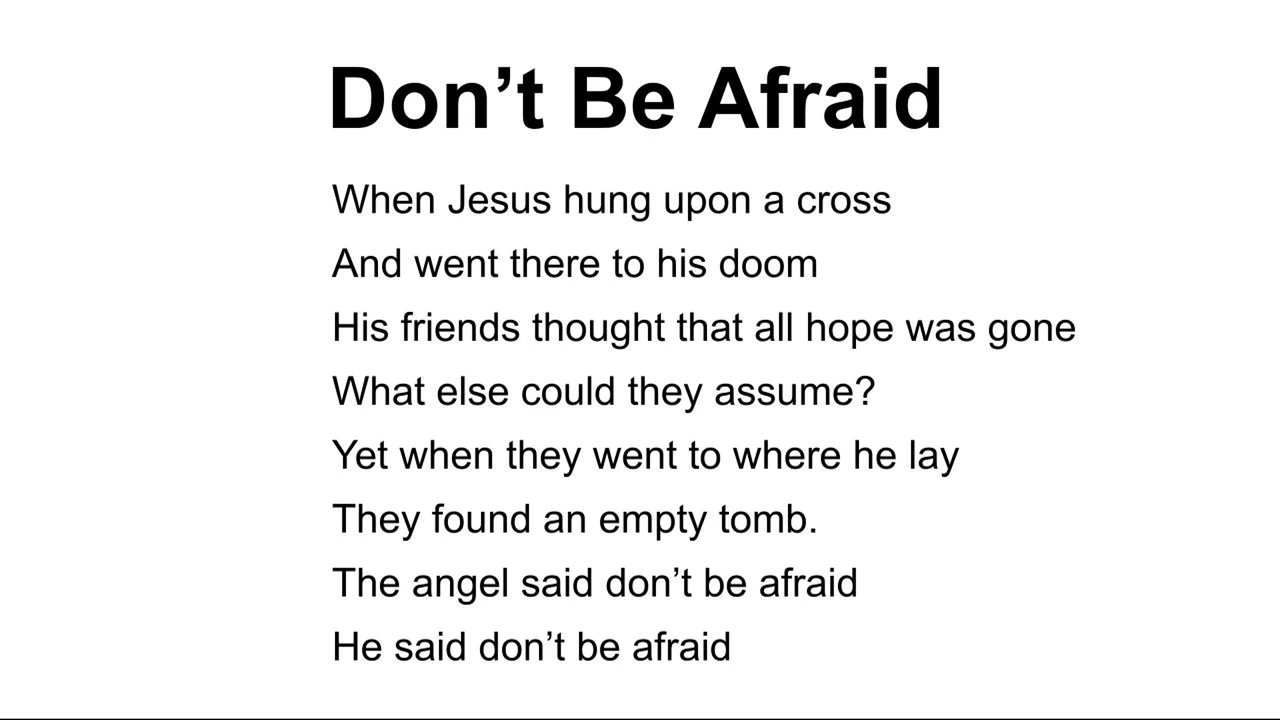 Don’t Be Afraid
When Jesus hung upon a cross
And went there to his doom
His friends thought that all hope was gone
What else could they assume?
Yet when they went to where he lay
They found an empty tomb.
The angel said don’t be afraid
He said don’t be afraid